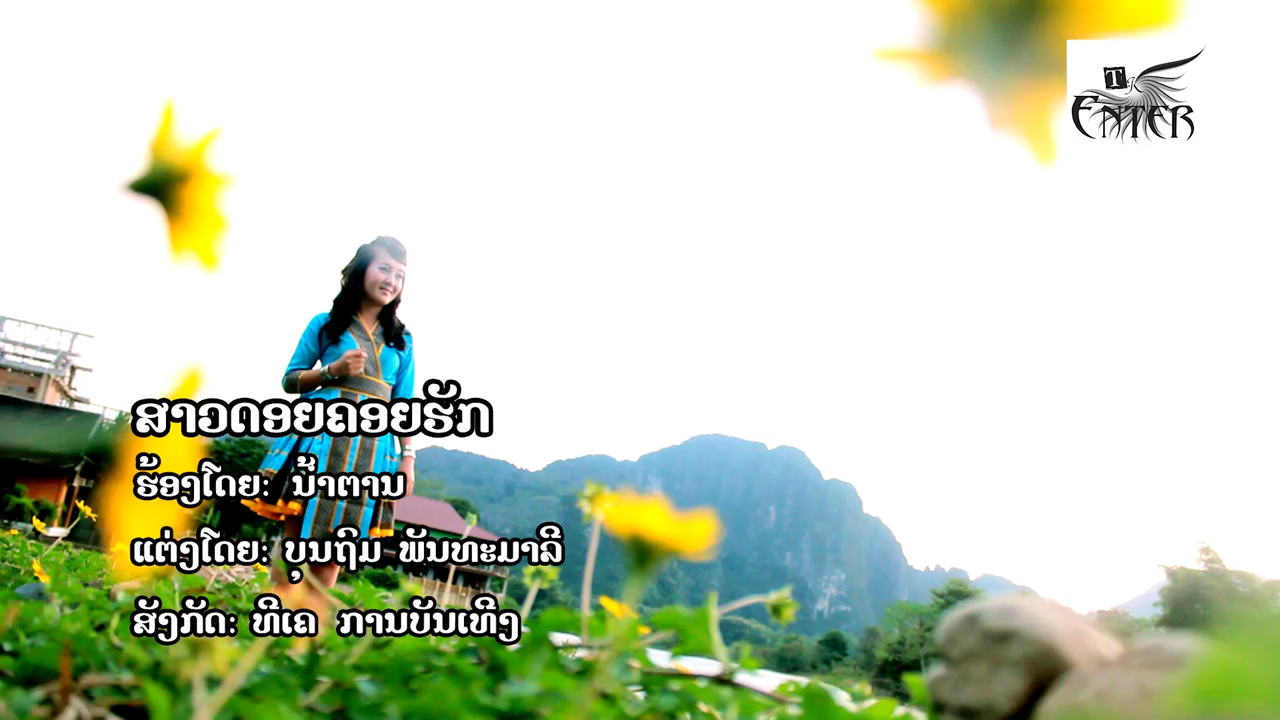 TK
ENTER
ສາວດອຍຄອຍຮັກ
ຮ້ອງໂດຍ: ນ້ຳຕານ
ແຕ່ງໂດຍ: ບຸນຖົມ ພັນທະມາລີ
ສັງກັດ: ທີເຄ ການບັນເທີງ